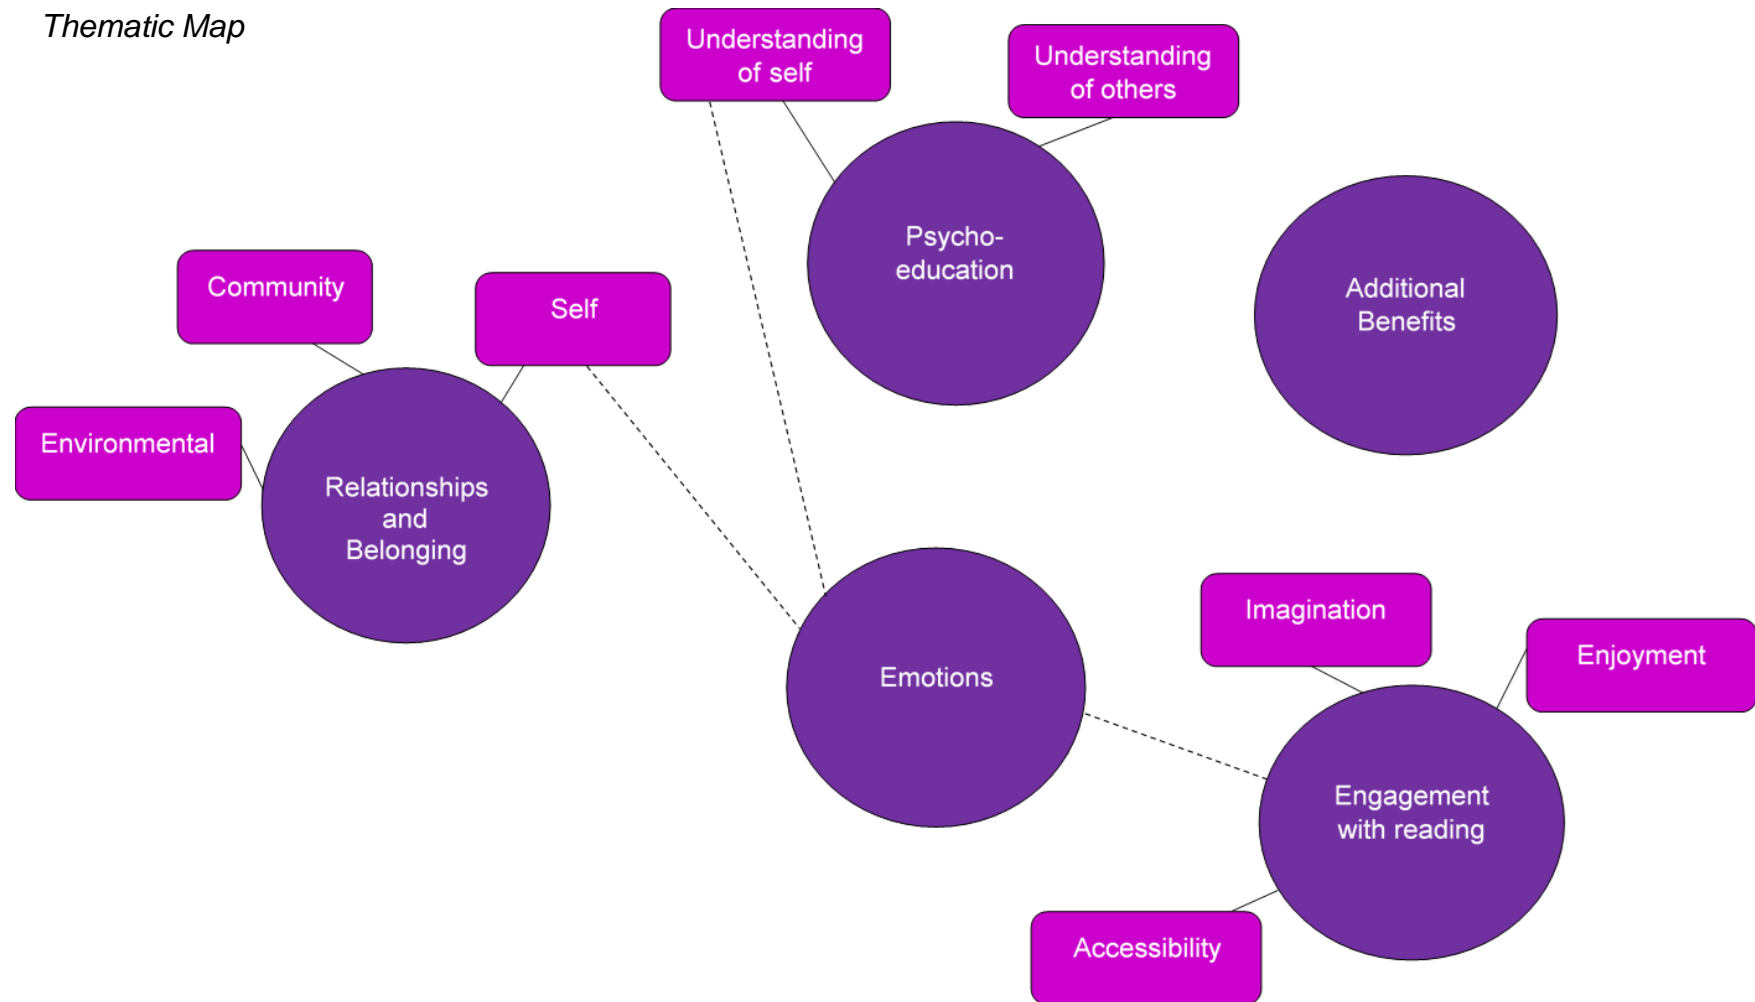 Thematic Map
Understanding
of self
Understanding
of others
Psycho-
education
Additional
Benefits
Community
Self
Environmental
Relationships
and
Belonging
Emotions
Imagination
Enjoyment
Engagement
with reading
Accessibility